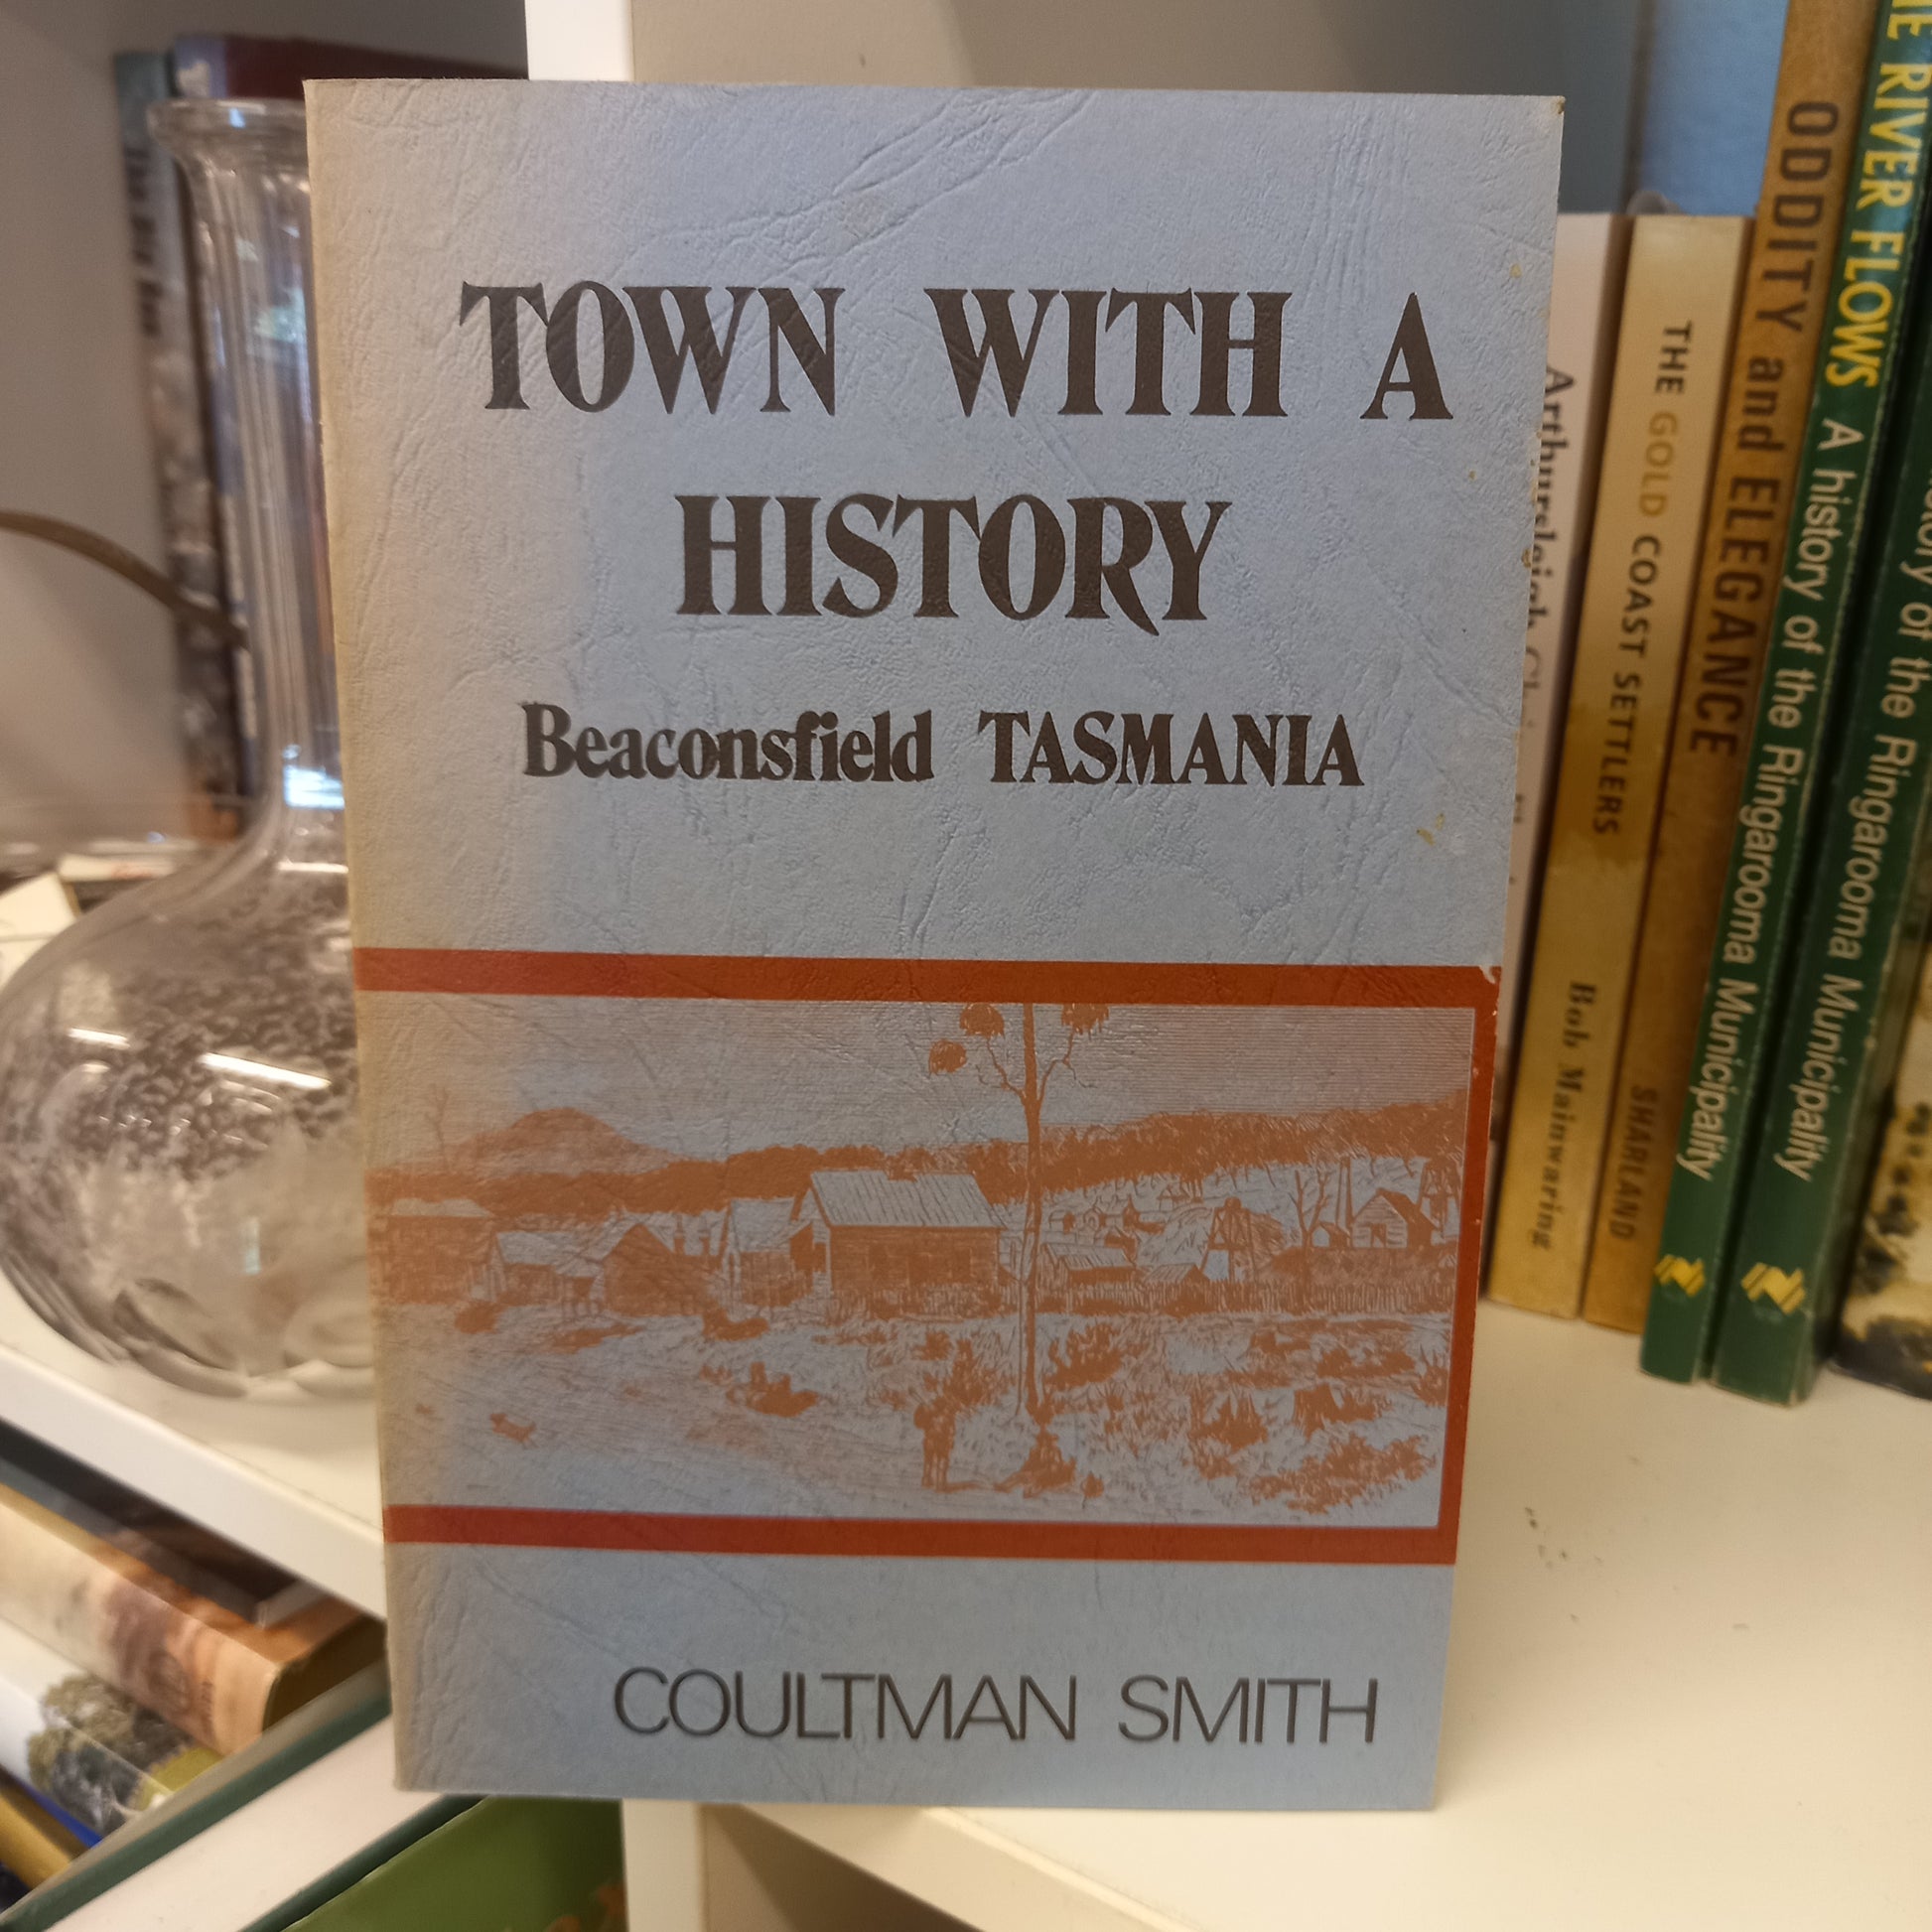 TOWN WITH A
HISTORY
Beaconsfield TASMANIA
COULTMAN SMITH
THE GOLD COAST SETTLERS Bob Mainwaring
ODDITY and ELEGANCE SHARLAND
RIVER FLOWS A history of the Ringarooma Municipality
of the Ringarooma Municipality